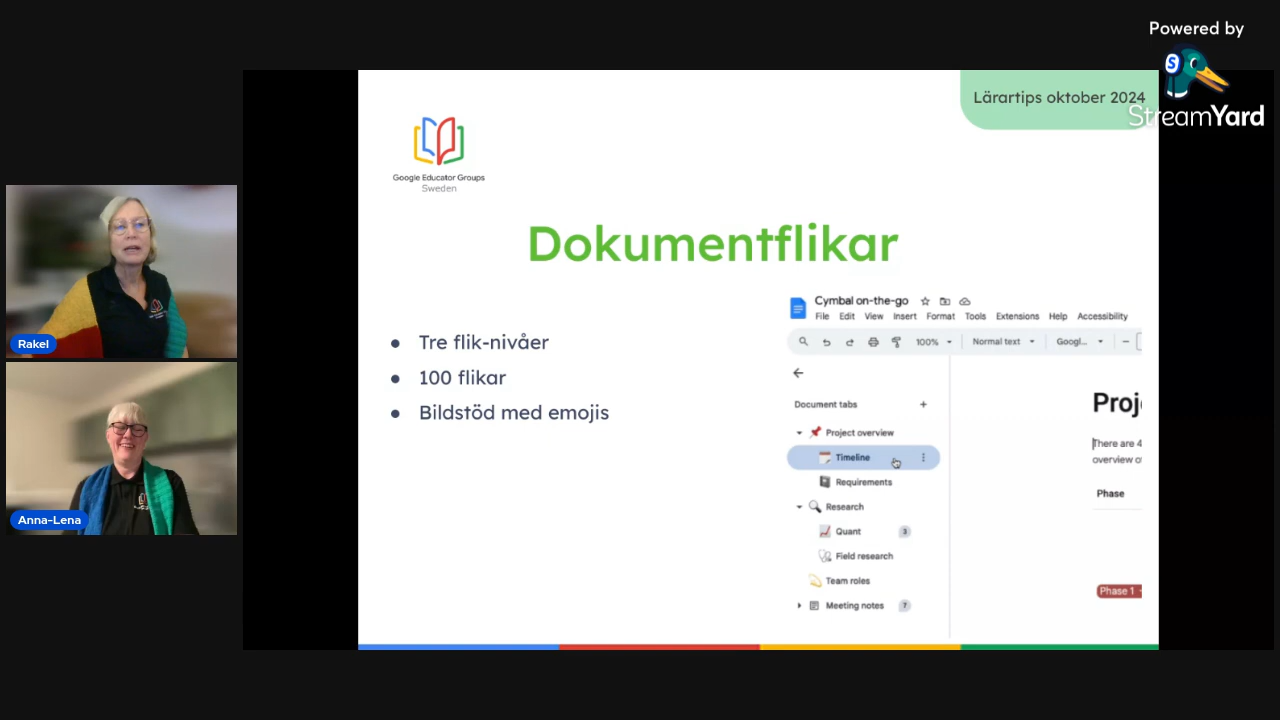 Powered by
StreamYard
Lärartips oktober 2024
Google Educator Groups
Sweden
Dokumentflikar
Tre flik-nivåer
100 flikar
Bildstöd med emojis
Cymbal on-the-go
File Edit View Insert Format Tools Extensions Help Accessibility
100% Normal text Googl...
Document tabs
Project overview
Timeline
Requirements
Research
Quant 3
Field research
Team roles
Meeting notes 7
Proj
There are 4
overview o
Phase
Phase 1
Rakel
Anna-Lena